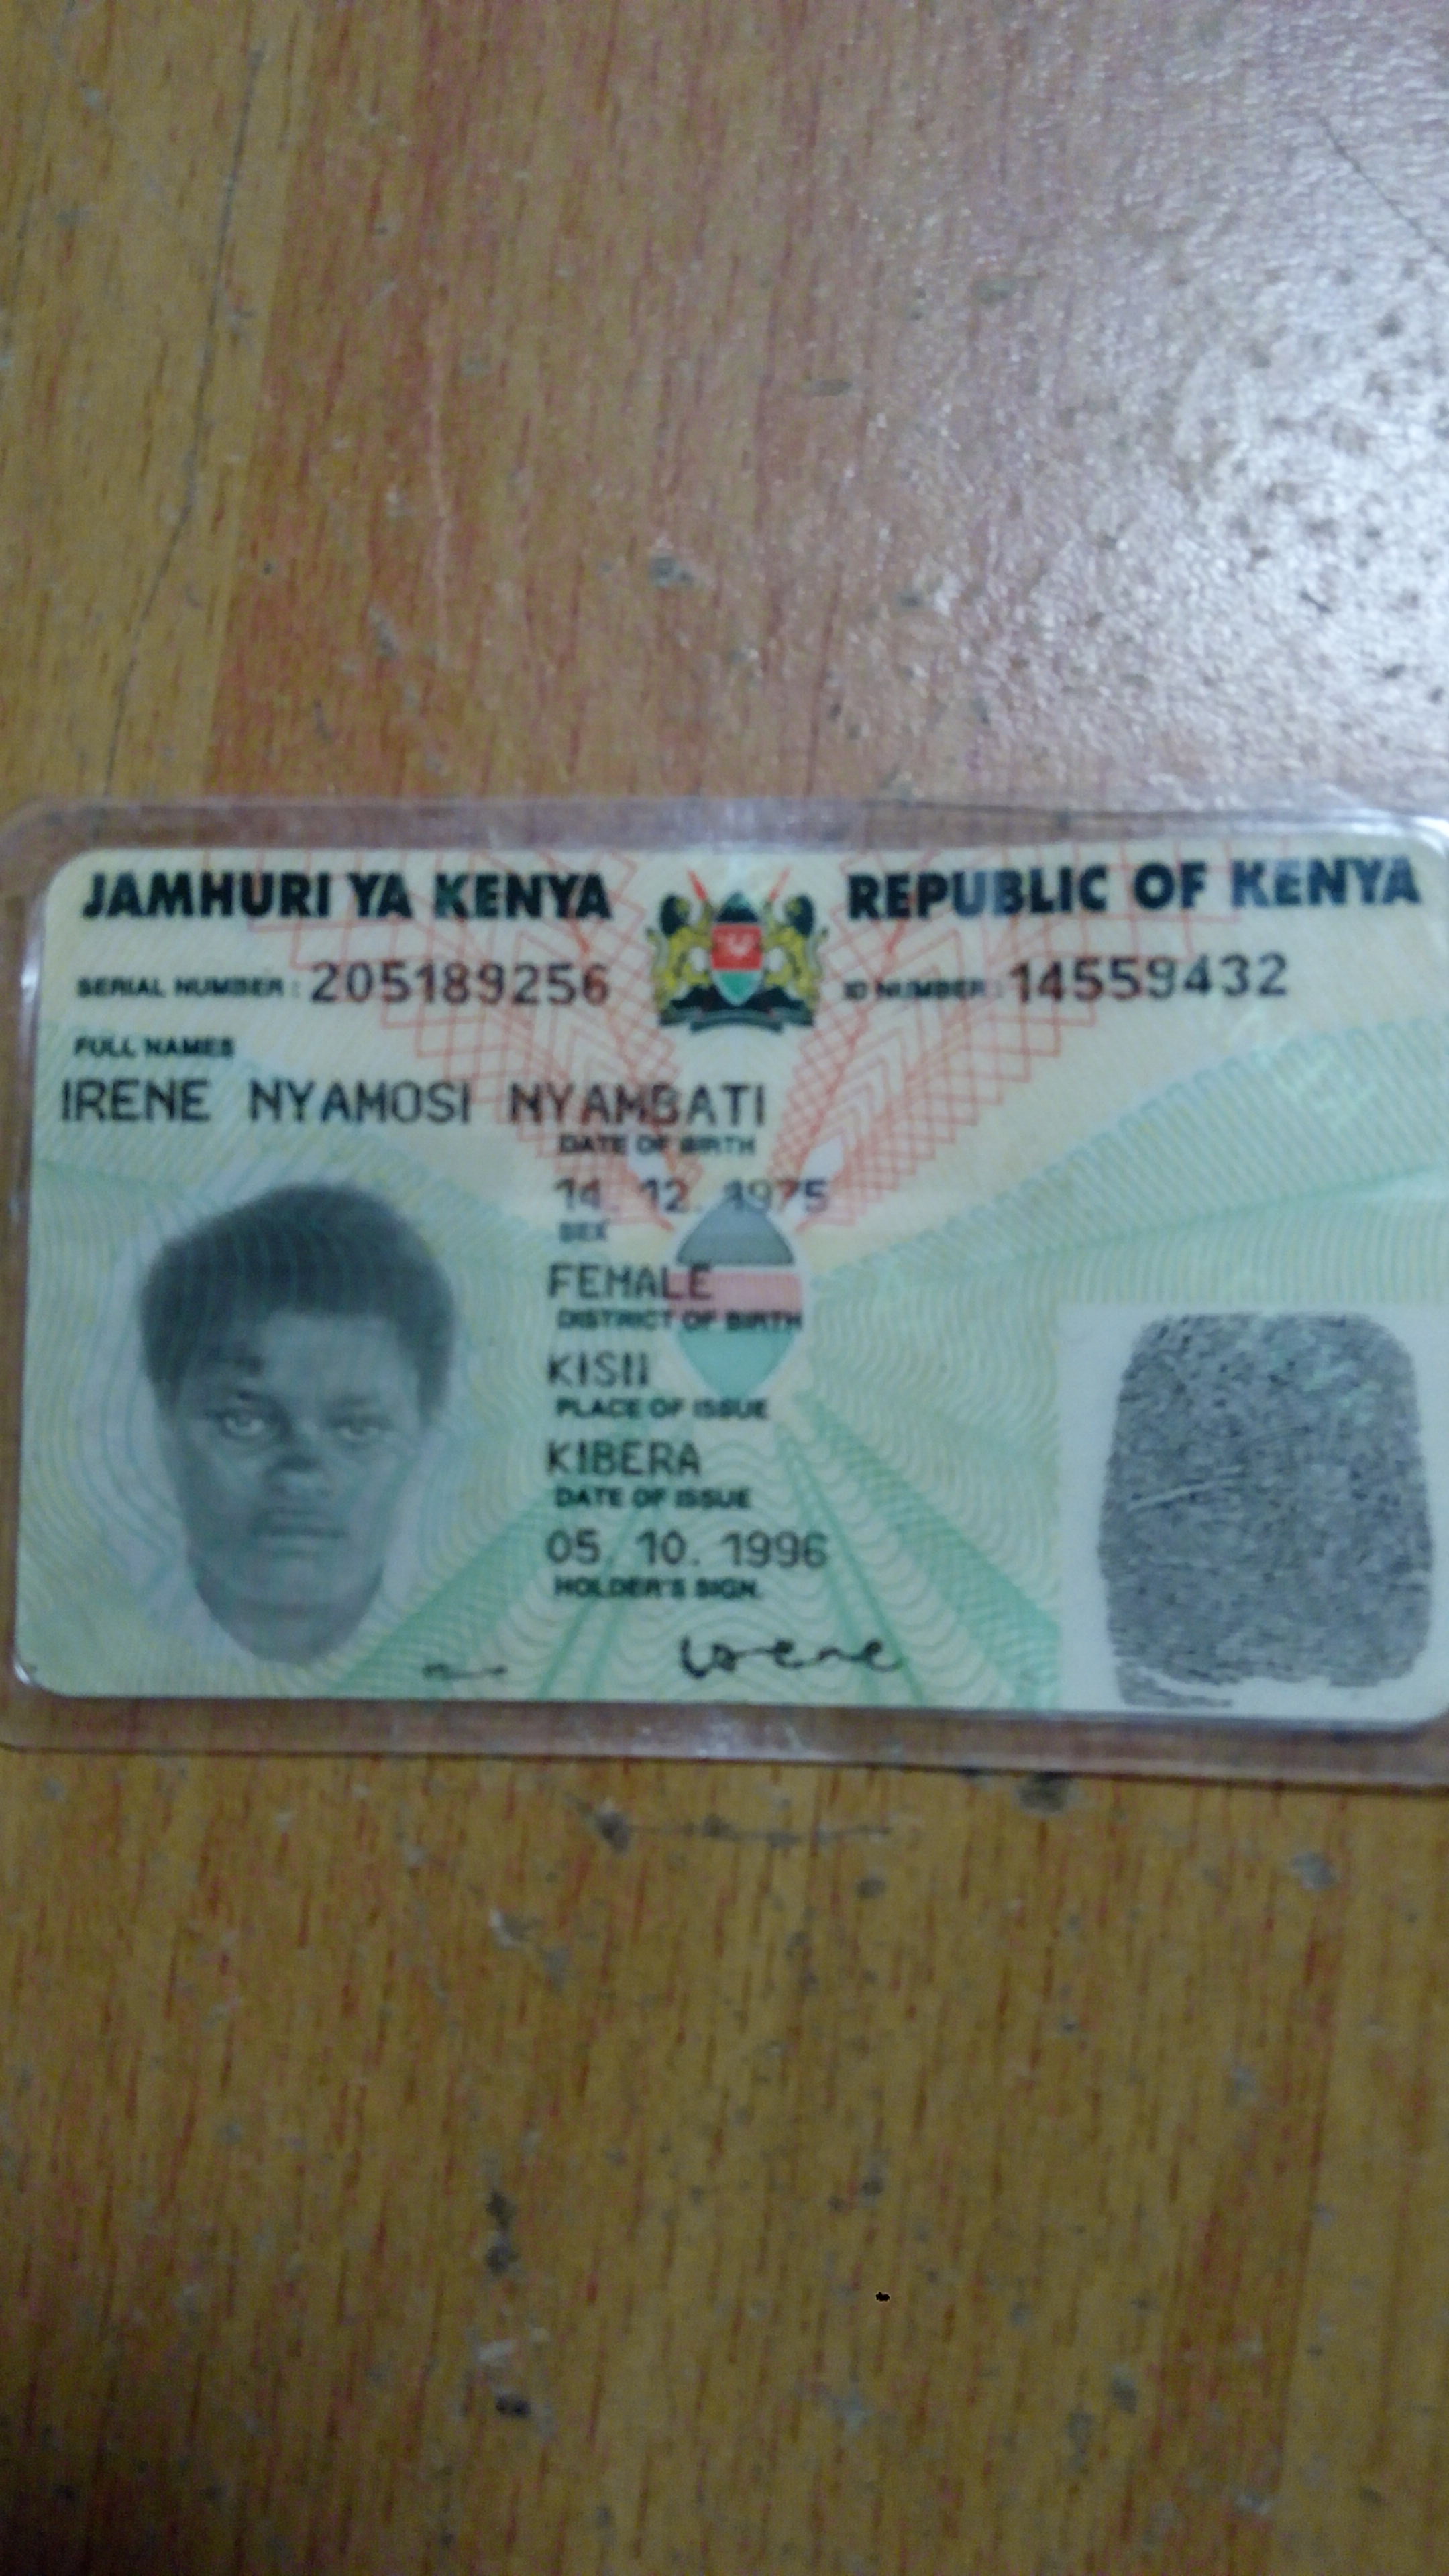 JAMHURI YA KENYA REPUBLIC OF KENYA
SERIAL NUMBER : 205189256 ID NUMBER : 14559432
FULL NAMES
IRENE NYAMOSI NYAMBATI
DATE OF BIRTH
14. 12. 1975
SEX
FEMALE
DISTRICT OF BIRTH
KISII
PLACE OF ISSUE
KIBERA
DATE OF ISSUE
05. 10. 1996
HOLDER'S SIGN.
Irene